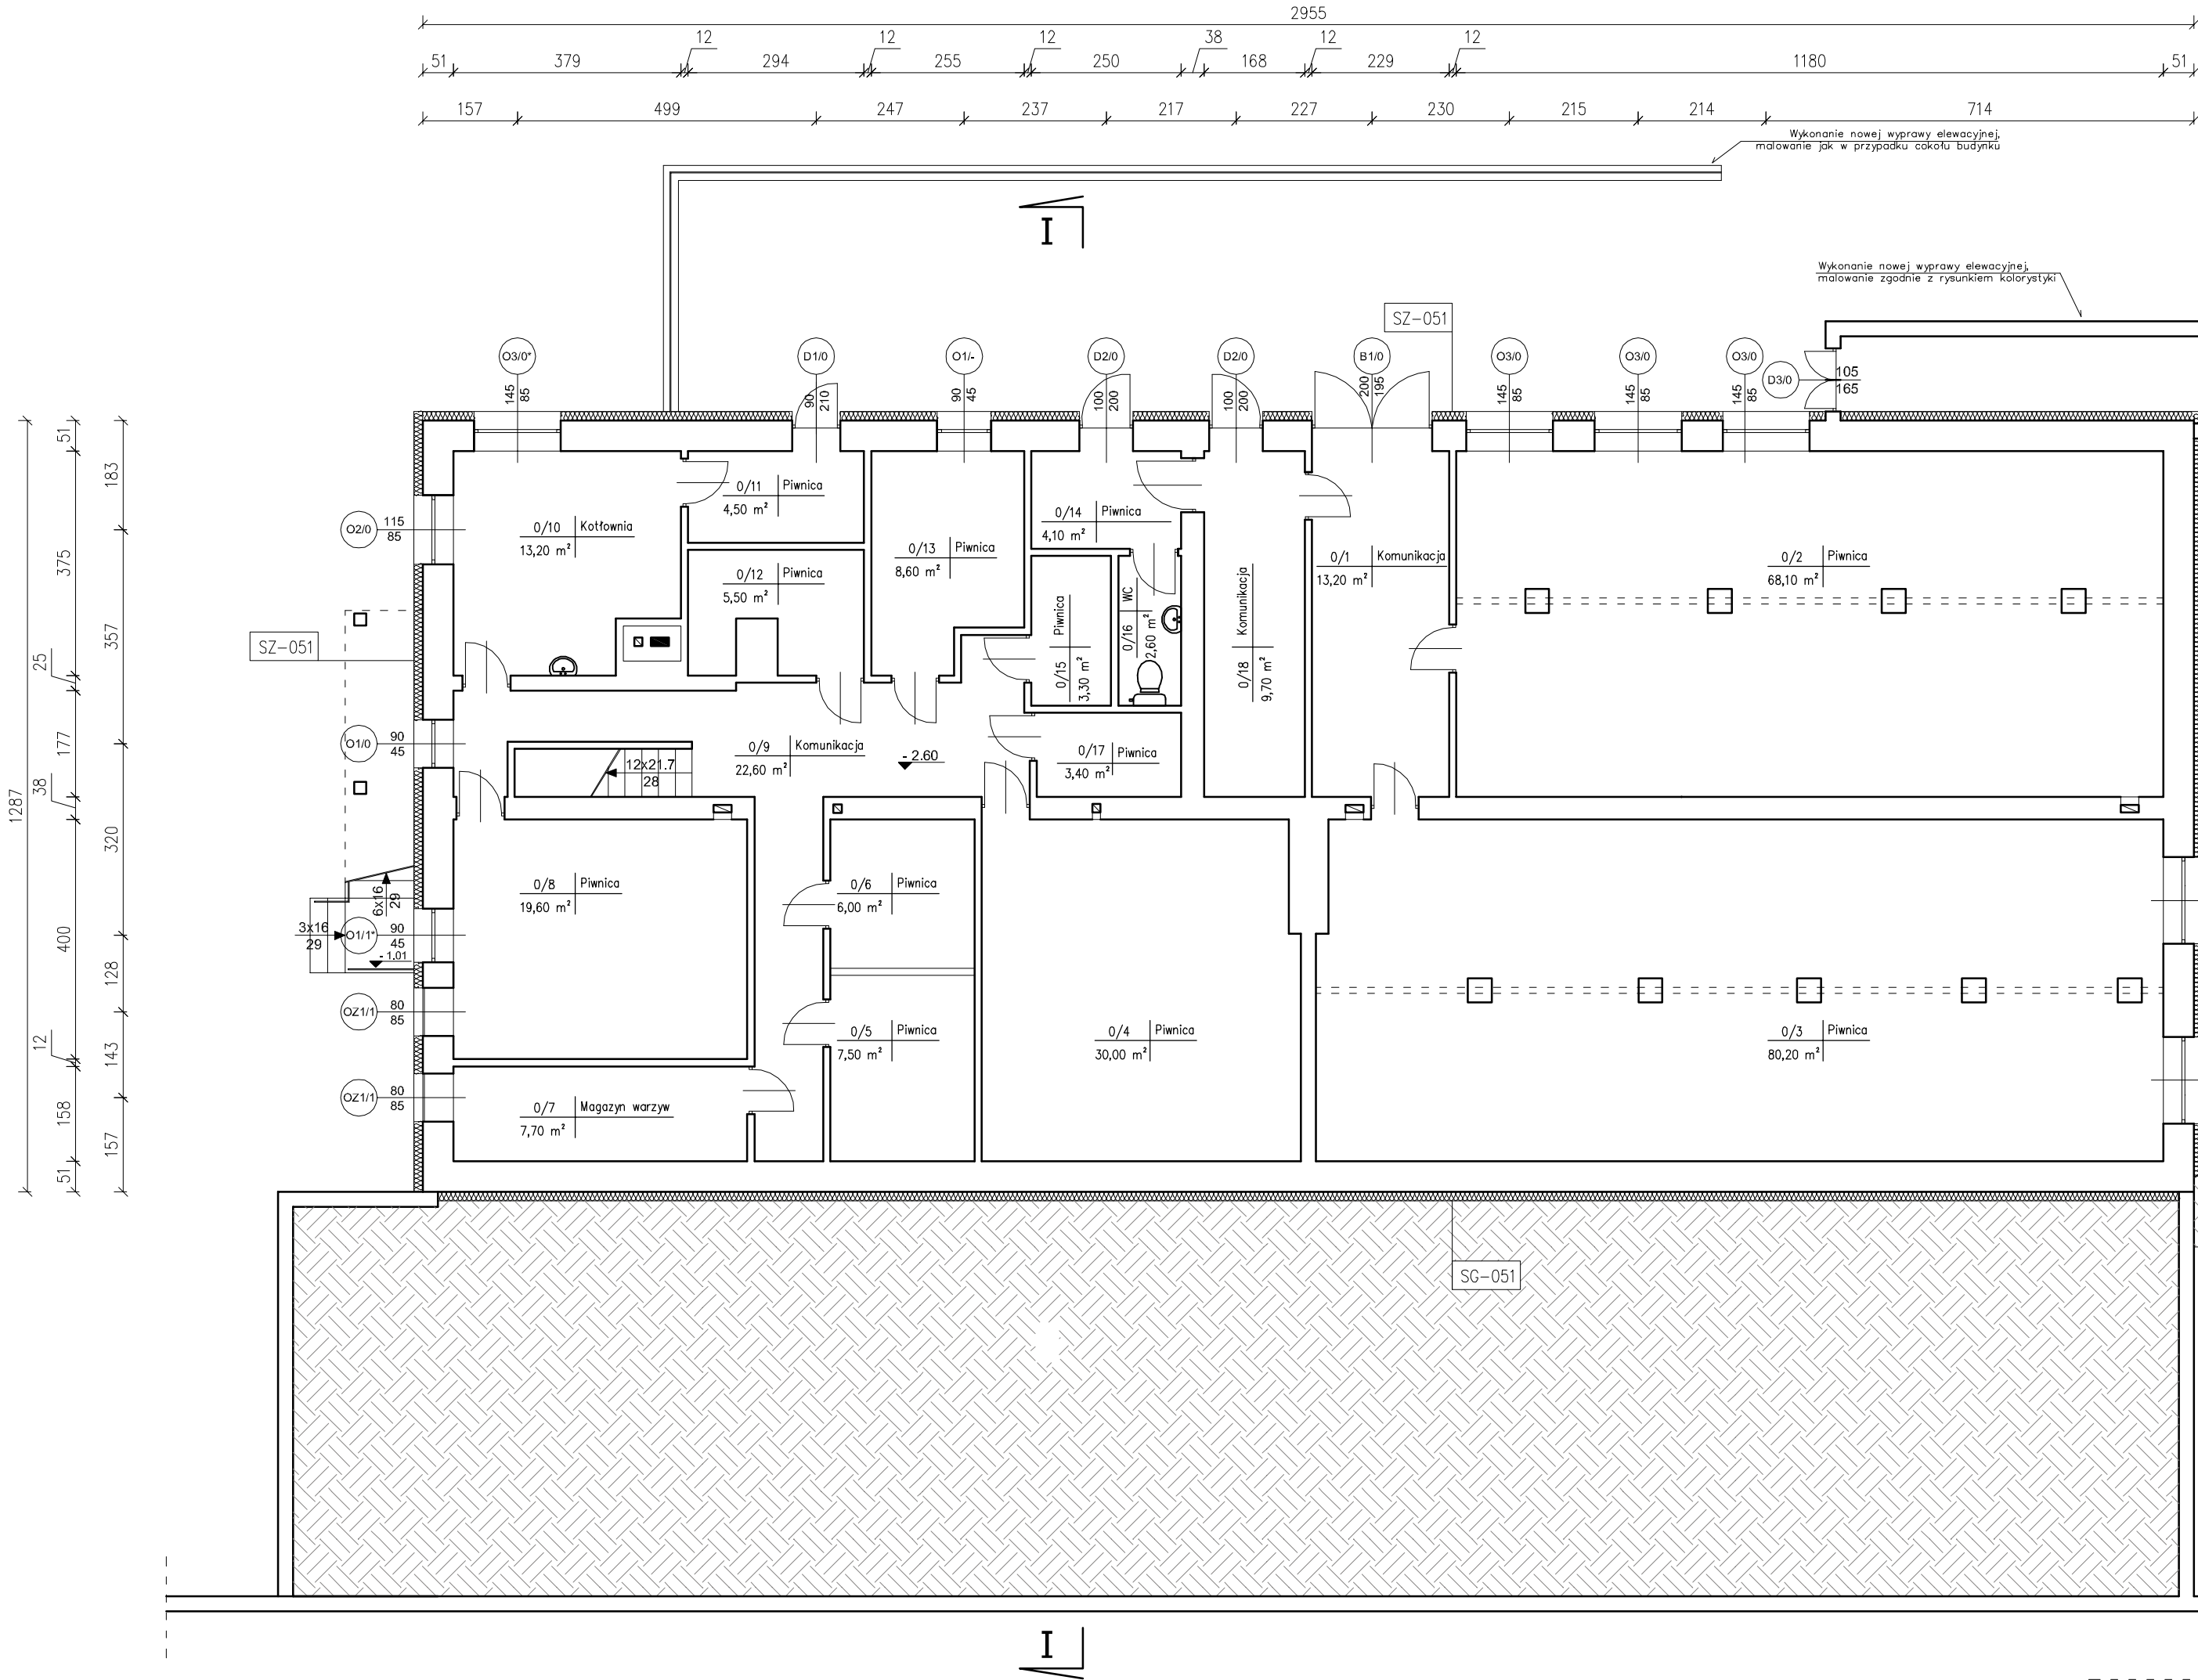 2955
12 12 12 38 12 12
51 379 294 255 250 168 229 1180 51
157 499 247 237 217 227 230 215 214 714
Wykonanie nowej wyprawy elewacyjnej,
malowanie jak w przypadku cokołu budynku
I
Wykonanie nowej wyprawy elewacyjnej,
malowanie zgodnie z rysunkiem kolorystyki
SZ-051
O3/0*
145
85
D1/0
90
210
O1/-
90
45
D2/0
100
200
D2/0
100
200
B1/0
200
195
O3/0
145
85
O3/0
145
85
O3/0
145
85
D3/0
105
165
1287
51
375
25
177
38
400
12
158
51
183
357
320
128
143
157
O2/0
115
85
SZ-051
O1/0
90
45
6x16
29
3x16
29
O1/1*
90
45
- 1,01
OZ1/1
80
85
OZ1/1
80
85
0/10 Kotłownia
13,20 m²
0/11 Piwnica
4,50 m²
0/12 Piwnica
5,50 m²
0/13 Piwnica
8,60 m²
0/14 Piwnica
4,10 m²
0/15 Piwnica
3,30 m²
0/16 WC
2,60 m²
0/18 Komunikacja
9,70 m²
0/1 Komunikacja
13,20 m²
0/2 Piwnica
68,10 m²
12x21.7
28
0/9 Komunikacja
22,60 m²
- 2.60
0/17 Piwnica
3,40 m²
0/8 Piwnica
19,60 m²
0/6 Piwnica
6,00 m²
0/5 Piwnica
7,50 m²
0/4 Piwnica
30,00 m²
0/3 Piwnica
80,20 m²
0/7 Magazyn warzyw
7,70 m²
SG-051
I